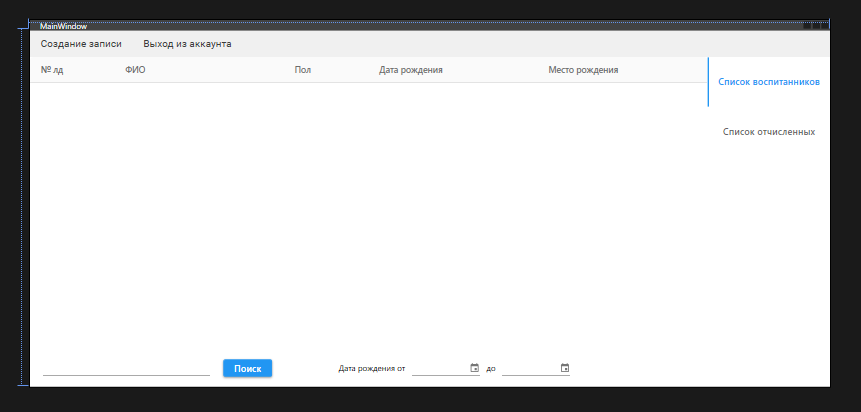 MainWindow
Создание записи Выход из аккаунта
№ лд ФИО Пол Дата рождения Место рождения
Список воспитанников
Список отчисленных
Поиск Дата рождения от до